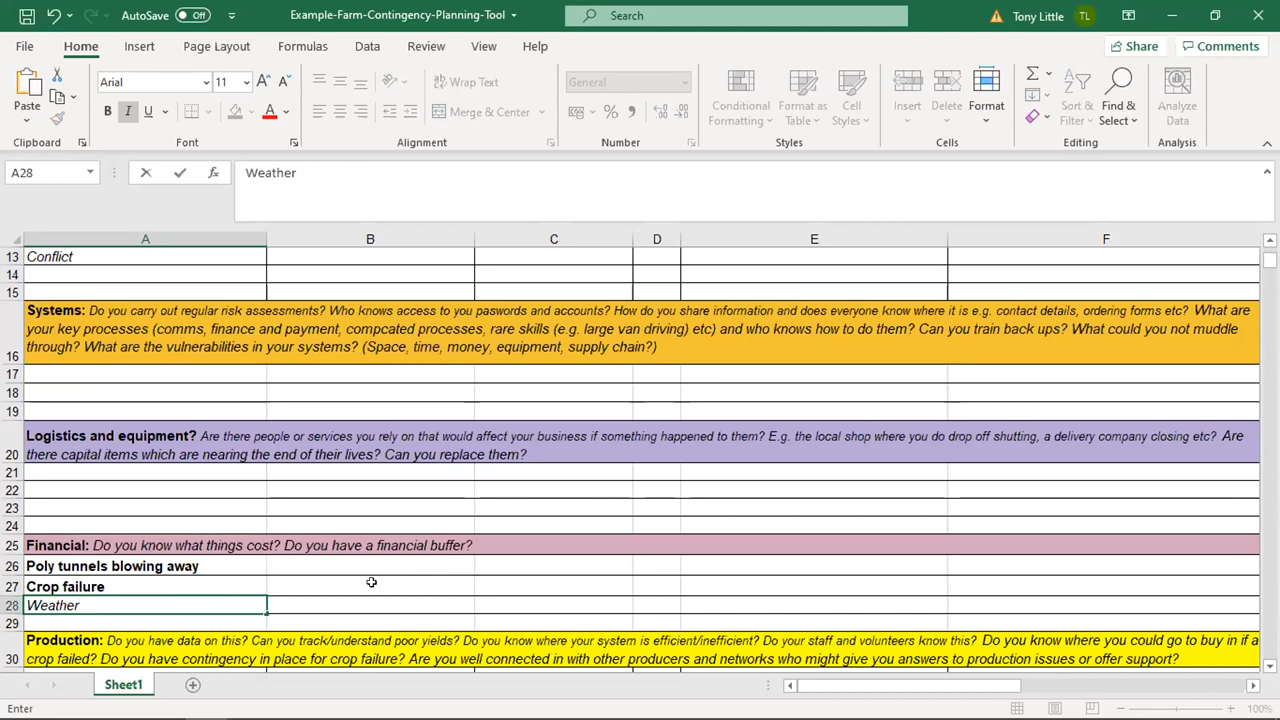 AutoSave Off Example-Farm-Contingency-Planning-Tool Search Tony Little TL
File Home Insert Page Layout Formulas Data Review View Help Share Comments
Paste Arial 11 Wrap Text General Conditional Formatting Format as Table Cell Styles Insert Delete Format Sort & Filter Find & Select Analyze Data
B I U A Merge & Center
Clipboard Font Alignment Number Styles Cells Editing Analysis
A28 fx Weather
A B C D E F
13 Conflict
14
15
Systems: Do you carry out regular risk assessments? Who knows access to you paswords and accounts? How do you share information and does everyone know where it is e.g. contact details, ordering forms etc? What are
your key processes (comms, finance and payment, compcated processes, rare skills (e.g. large van driving) etc) and who knows how to do them? Can you train back ups? What could you not muddle
16 through? What are the vulnerabilities in your systems? (Space, time, money, equipment, supply chain?)
17
18
19
Logistics and equipment? Are there people or services you rely on that would affect your business if something happened to them? E.g. the local shop where you do drop off shutting, a delivery company closing etc? Are
20 there capital items which are nearing the end of their lives? Can you replace them?
21
22
23
24
25 Financial: Do you know what things cost? Do you have a financial buffer?
26 Poly tunnels blowing away
27 Crop failure
28 Weather
29
Production: Do you have data on this? Can you track/understand poor yields? Do you know where your system is efficient/inefficient? Do your staff and volunteers know this? Do you know where you could go to buy in if a
30 crop failed? Do you have contingency in place for crop failure? Are you well connected in with other producers and networks who might give you answers to production issues or offer support?
Sheet1
Enter 100%